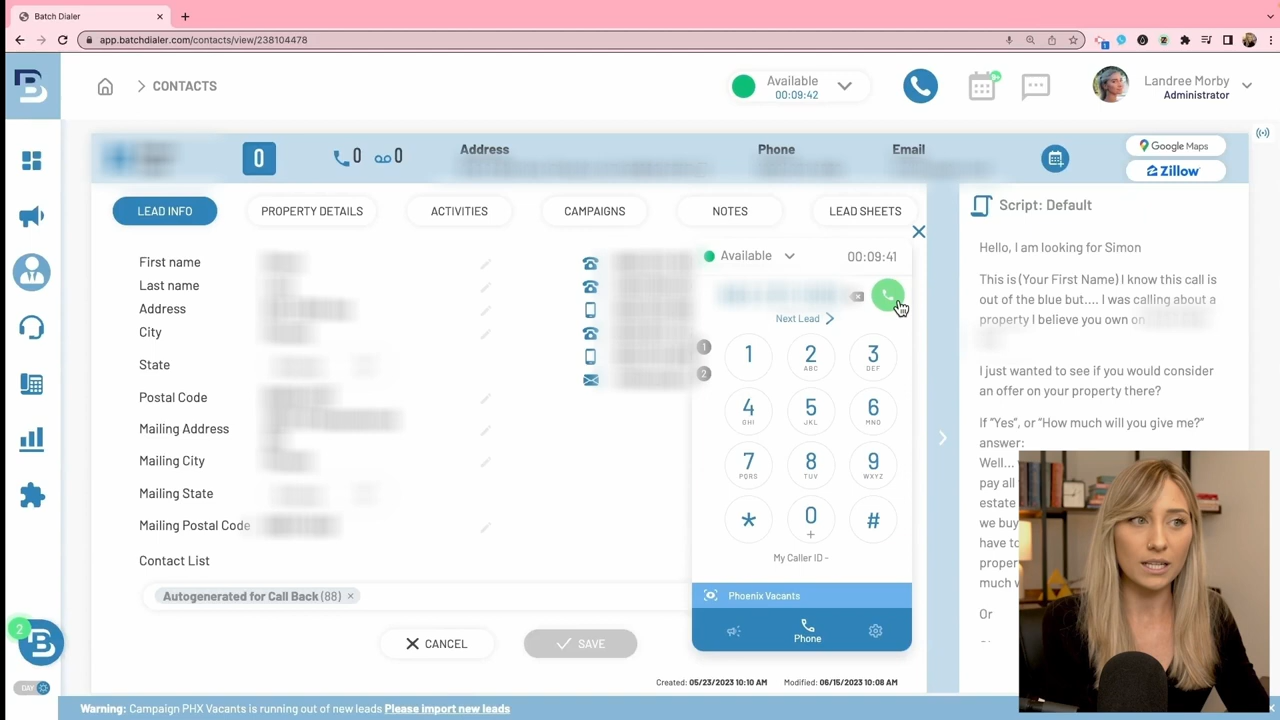 Batch Dialer
app.batchdialer.com/contacts/view/238104478
CONTACTS
Available
00:09:42
9+
Landree Morby
Administrator
0
0
0
Address
Phone
Email
Google Maps
Zillow
LEAD INFO
PROPERTY DETAILS
ACTIVITIES
CAMPAIGNS
NOTES
LEAD SHEETS
First name
Last name
Address
City
State
Postal Code
Mailing Address
Mailing City
Mailing State
Mailing Postal Code
Contact List
Autogenerated for Call Back (88)
CANCEL
SAVE
Created: 05/23/2023 10:10 AM
Modified: 06/15/2023 10:08 AM
1
2
Available
00:09:41
Next Lead
1
2
ABC
3
DEF
4
GHI
5
JKL
6
MNO
7
PQRS
8
TUV
9
WXYZ
*
0
+
#
My Caller ID -
Phoenix Vacants
Phone
Script: Default
Hello, I am looking for Simon
This is (Your First Name) I know this call is
out of the blue but.... I was calling about a
property I believe you own on
I just wanted to see if you would consider
an offer on your property there?
If "Yes", or "How much will you give me?"
answer:
Well...
pay all
estate
we buy
have to
proper
much w
Or
2
DAY
Warning: Campaign PHX Vacants is running out of new leads Please import new leads